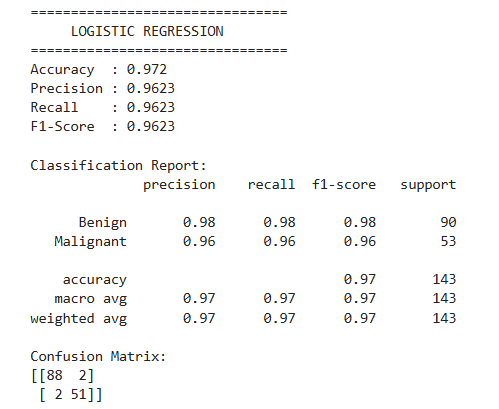 =================================
LOGISTIC REGRESSION
=================================
Accuracy : 0.972
Precision : 0.9623
Recall : 0.9623
F1-Score : 0.9623
Classification Report:
precision recall f1-score support
Benign 0.98 0.98 0.98 90
Malignant 0.96 0.96 0.96 53
accuracy 0.97 143
macro avg 0.97 0.97 0.97 143
weighted avg 0.97 0.97 0.97 143
Confusion Matrix:
[[88 2]
[ 2 51]]